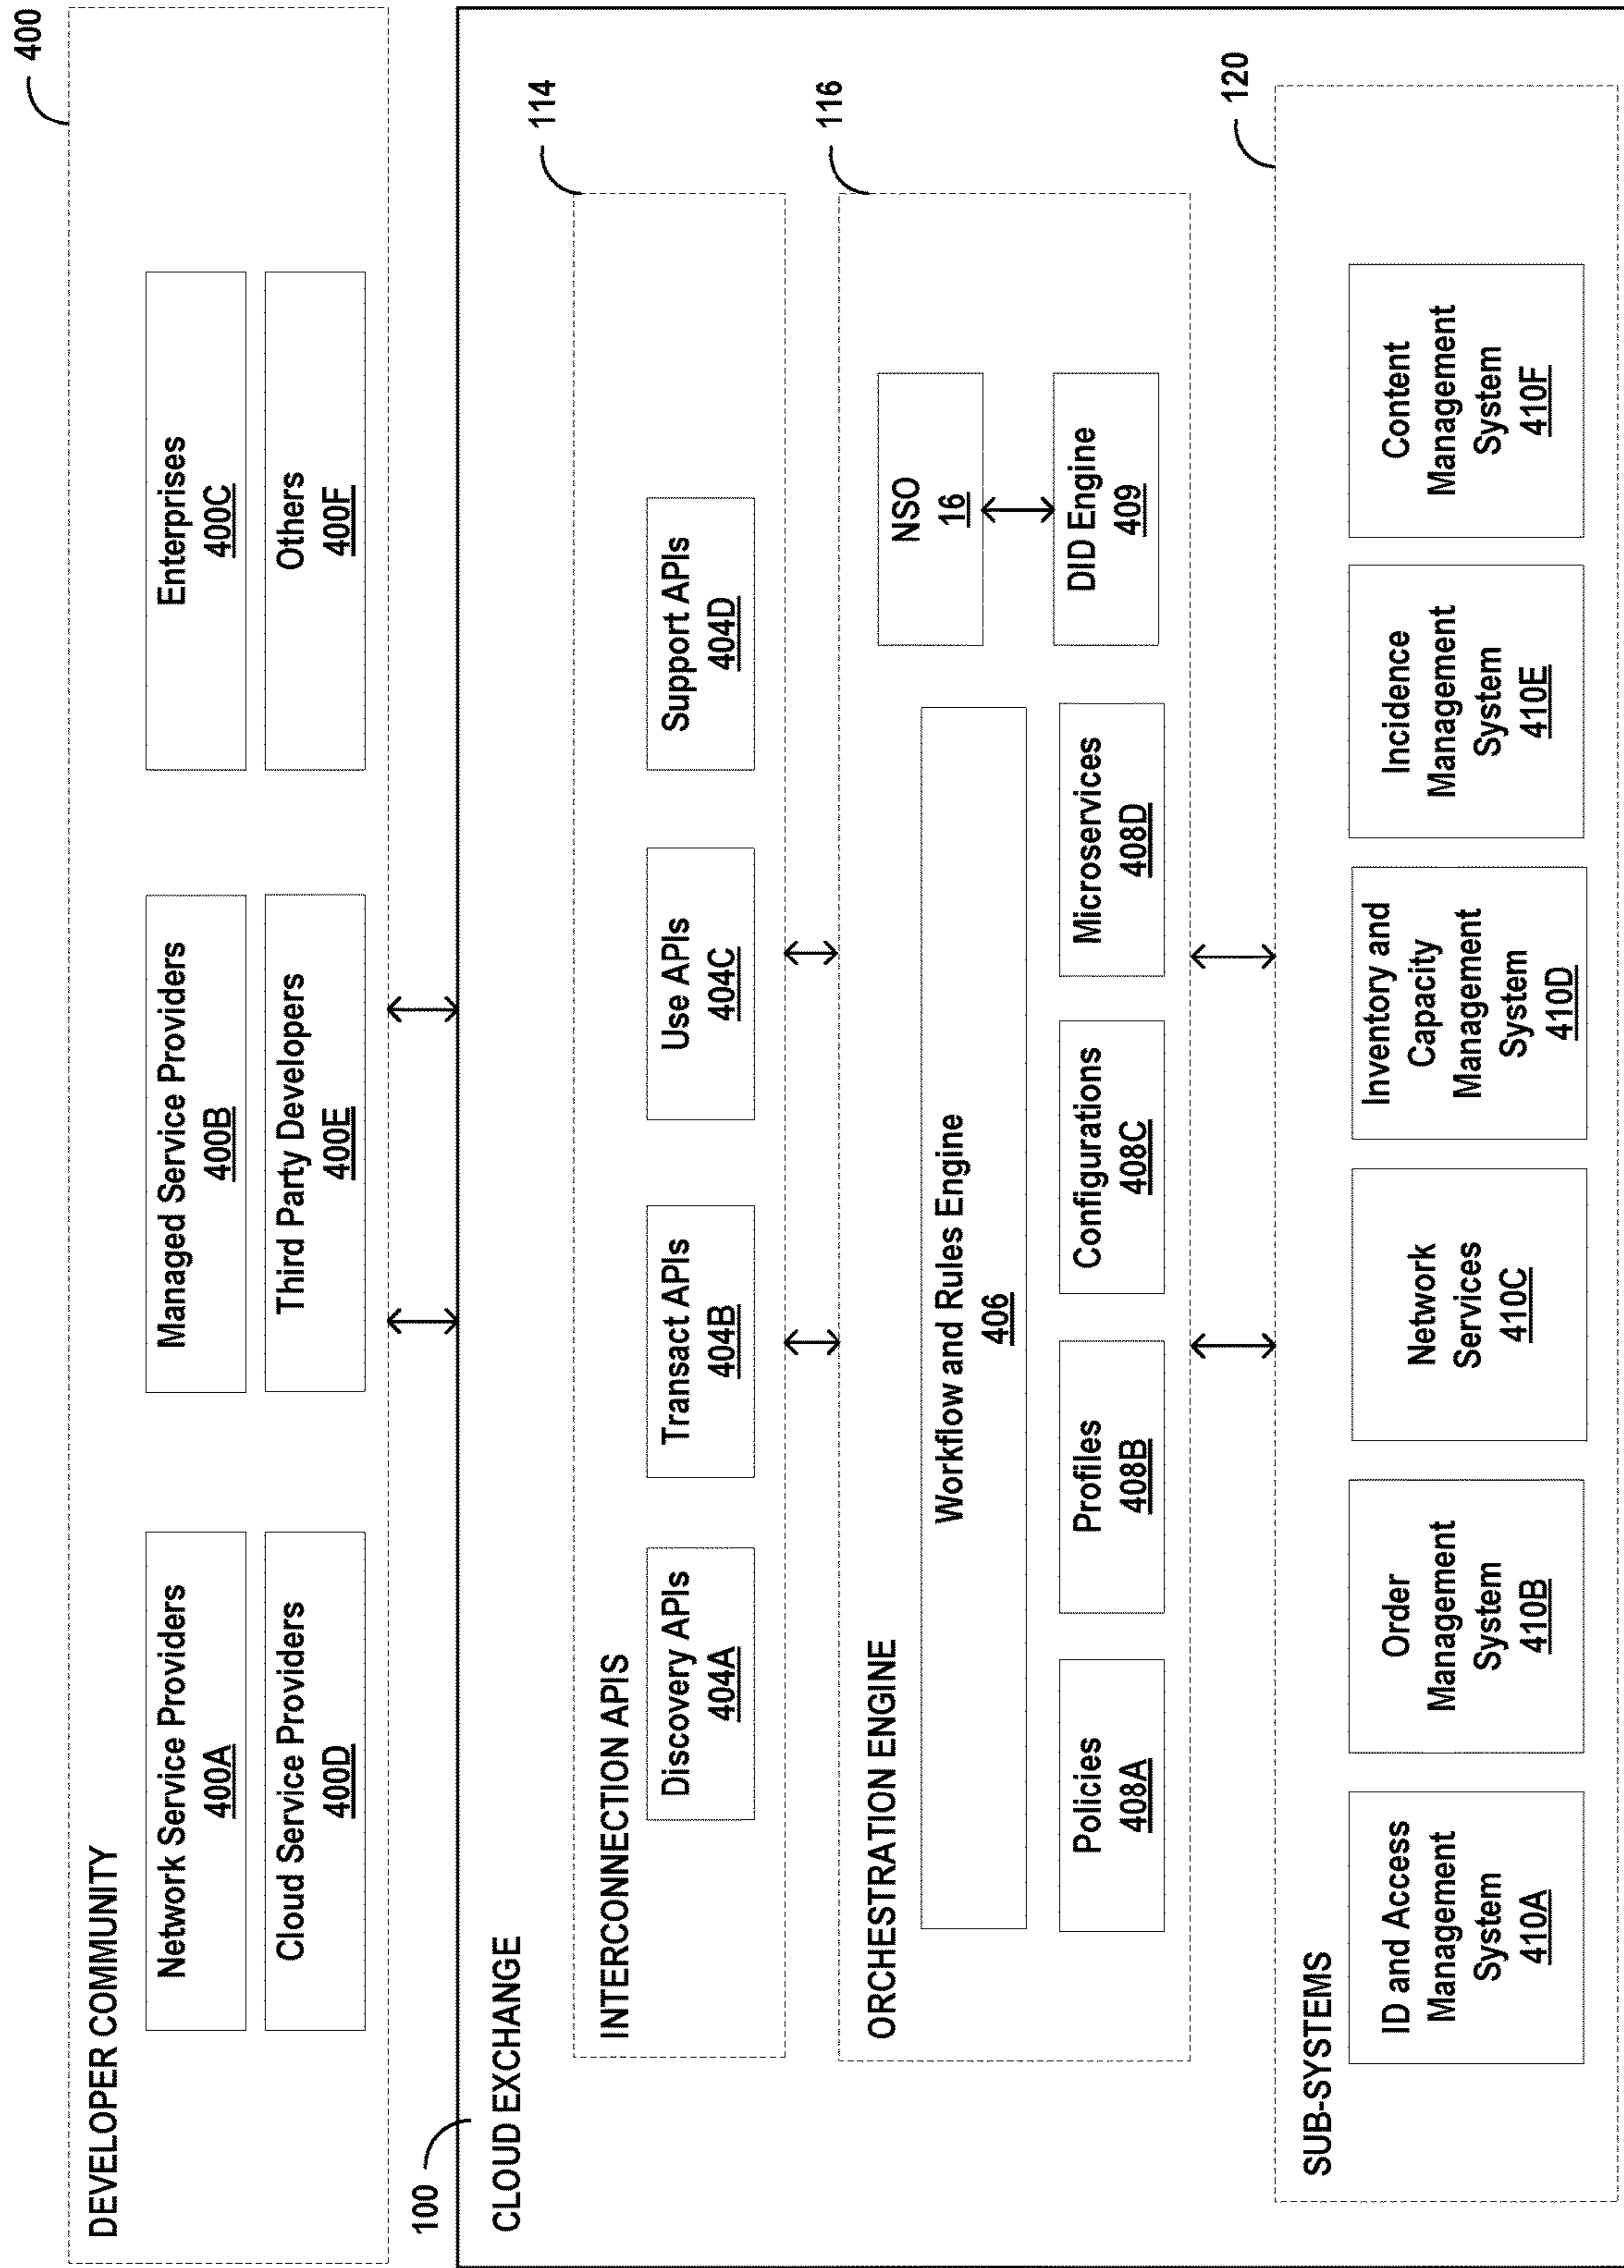 400
DEVELOPER COMMUNITY
Network Service Providers
400A
Managed Service Providers
400B
Enterprises
400C
Cloud Service Providers
400D
Third Party Developers
400E
Others
400F
100
CLOUD EXCHANGE
114
INTERCONNECTION APIS
Discovery APIs
404A
Transact APIs
404B
Use APIs
404C
Support APIs
404D
116
ORCHESTRATION ENGINE
Workflow and Rules Engine
406
NSO
16
Policies
408A
Profiles
408B
Configurations
408C
Microservices
408D
DID Engine
409
120
SUB-SYSTEMS
ID and Access
Management
System
410A
Order
Management
System
410B
Network
Services
410C
Inventory and
Capacity
Management
System
410D
Incidence
Management
System
410E
Content
Management
System
410F